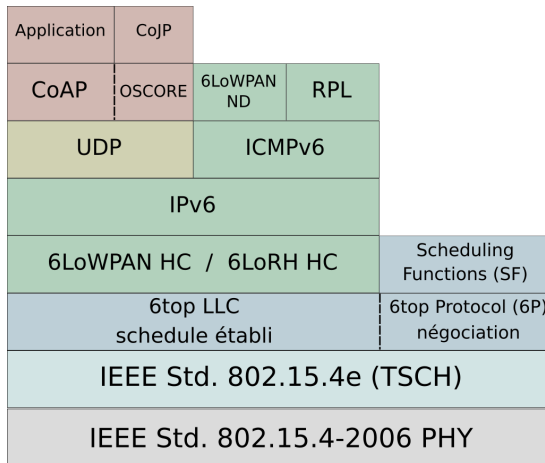 Application
CoJP
CoAP
OSCORE
6LoWPAN
ND
RPL
UDP
ICMPv6
IPv6
6LoWPAN HC / 6LoRH HC
Scheduling
Functions (SF)
6top LLC
schedule établi
6top Protocol (6P)
négociation
IEEE Std. 802.15.4e (TSCH)
IEEE Std. 802.15.4-2006 PHY